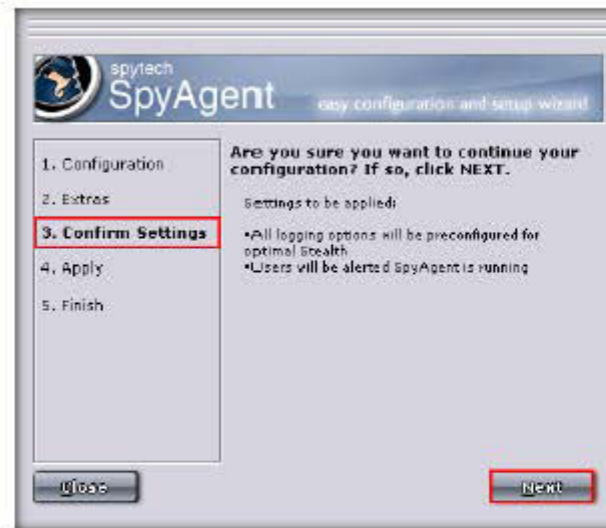 spytech
SpyAgent
easy configuration and setup wizard
1. Configuration
2. Extras
3. Confirm Settings
4. Apply
5. Finish
Are you sure you want to continue your
configuration? If so, click NEXT.
Settings to be applied:
•All logging options will be preconfigured for
optimal Stealth
•Users will be alerted SpyAgent is running
Close
Next